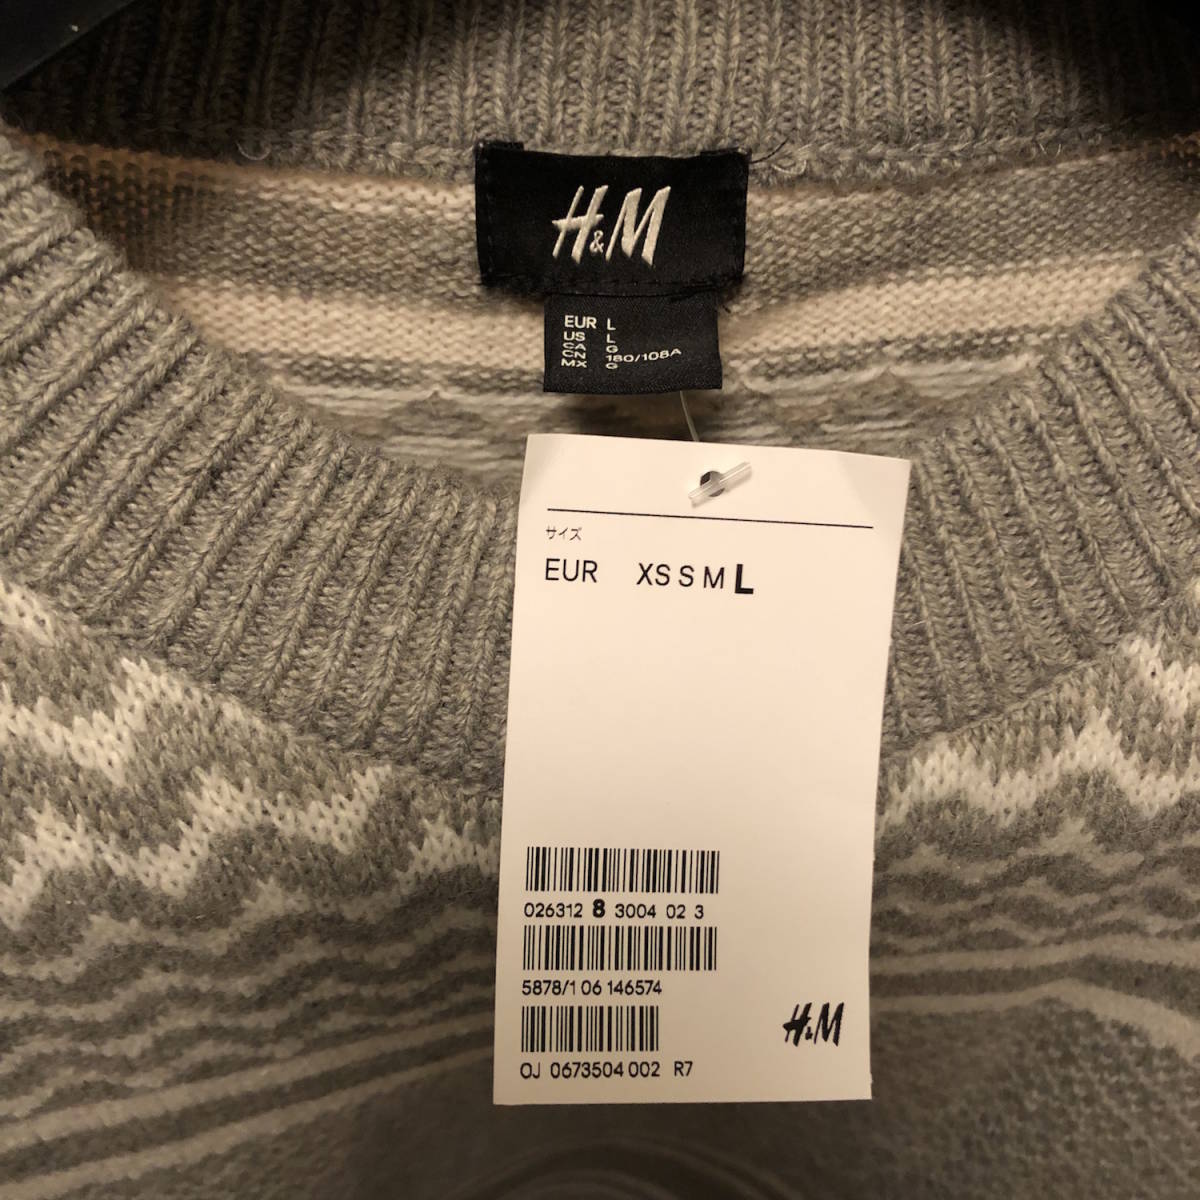 H&M
EUR L
US L
CA G
CN 180/108A
MX G
サイズ
EUR XS S M L
026312 8 3004 02 3
5878/1 06 146574
OJ 0673504 002 R7
H&M